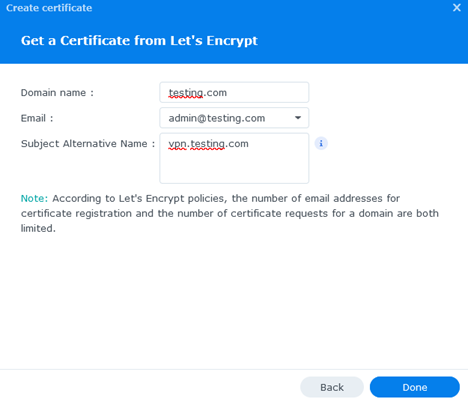 Create certificate
Get a Certificate from Let's Encrypt
Domain name : testing.com
Email : admin@testing.com
Subject Alternative Name : vpn.testing.com
Note: According to Let's Encrypt policies, the number of email addresses for
certificate registration and the number of certificate requests for a domain are both
limited.
Back Done